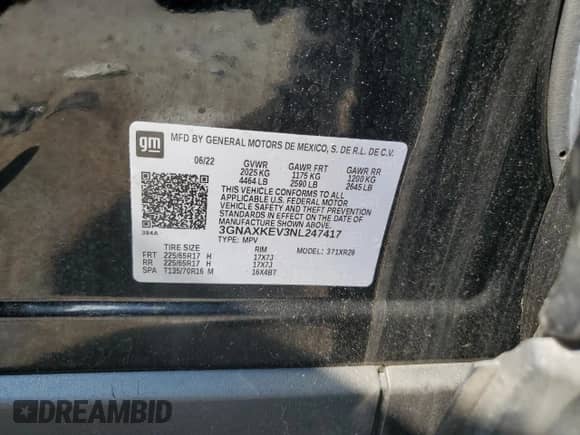 gm MFD BY GENERAL MOTORS DE MEXICO, S. DE R.L. DE C.V.
06/22 GVWR GAWR FRT GAWR RR
2025 KG 1175 KG 1200 KG
4464 LB 2590 LB 2645 LB
THIS VEHICLE CONFORMS TO ALL
APPLICABLE U.S. FEDERAL MOTOR
VEHICLE SAFETY AND THEFT
PREVENTION STANDARDS IN
EFFECT ON THE DATE OF
MANUFACTURE SHOWN ABOVE.
384A 3GNAXKEV3NL247417
TYPE: MPV MODEL: 371XR26
TIRE SIZE RIM
FRT 225/65R17 H 17X7J
RR 225/65R17 H 17X7J
SPA T135/70R16 M 16X4BT
DREAMBID